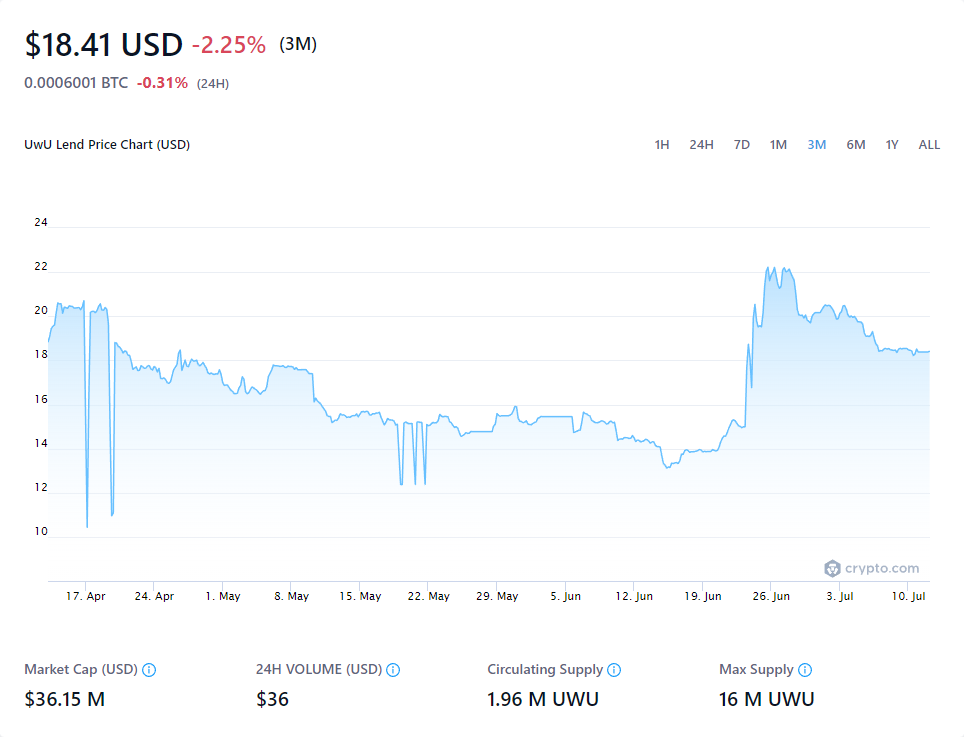 $18.41 USD -2.25% (3M)
0.0006001 BTC -0.31% (24H)
UwU Lend Price Chart (USD) 1H 24H 7D 1M 3M 6M 1Y ALL
24
22
20
18
16
14
12
10
crypto.com
17. Apr 24. Apr 1. May 8. May 15. May 22. May 29. May 5. Jun 12. Jun 19. Jun 26. Jun 3. Jul 10. Jul
Market Cap (USD) 24H VOLUME (USD) Circulating Supply Max Supply
$36.15 M $36 1.96 M UWU 16 M UWU